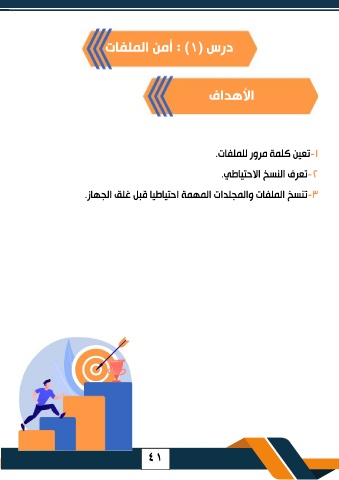 درس (١) : أمن الملفات
الأهداف
١-تعين كلمة مرور للملفات.
٢-تعرف النسخ الاحتياطي.
٣-تنسخ الملفات والمجلدات المهمة احتياطيا قبل غلق الجهاز.
٤١